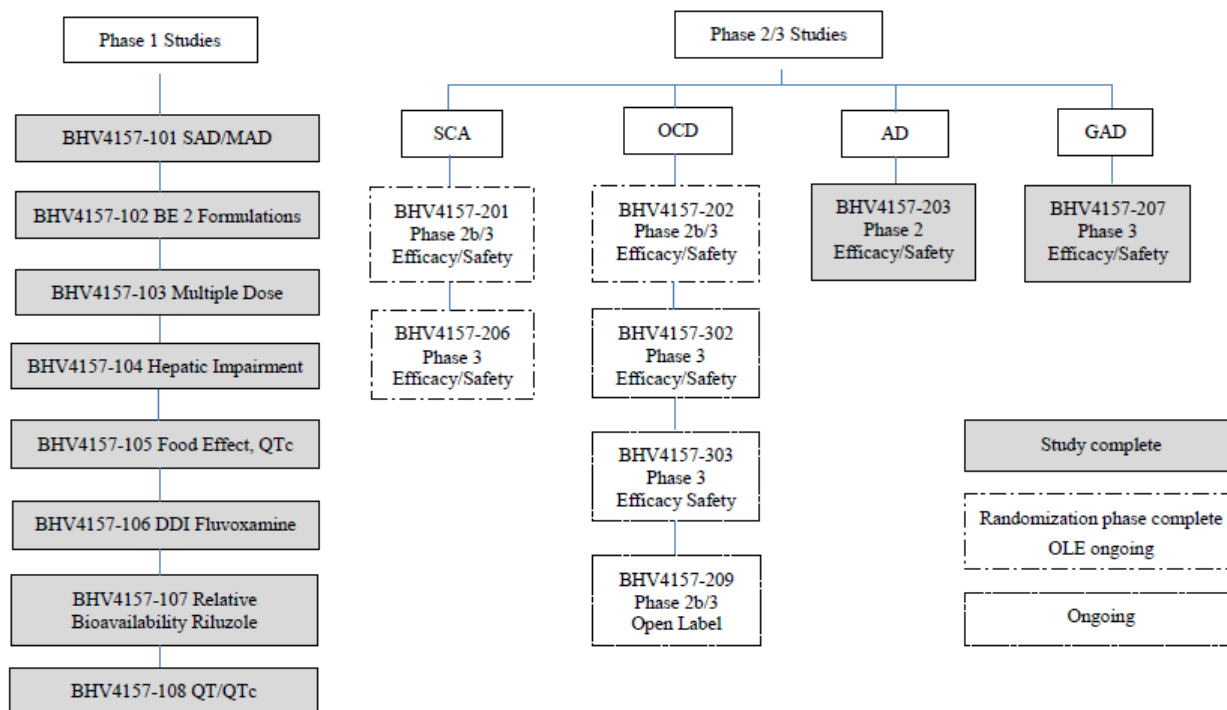 Phase 1 Studies
BHV4157-101 SAD/MAD
BHV4157-102 BE 2 Formulations
BHV4157-103 Multiple Dose
BHV4157-104 Hepatic Impairment
BHV4157-105 Food Effect, QTc
BHV4157-106 DDI Fluvoxamine
BHV4157-107 Relative
Bioavailability Riluzole
BHV4157-108 QT/QTc
Phase 2/3 Studies
SCA
BHV4157-201
Phase 2b/3
Efficacy/Safety
BHV4157-206
Phase 3
Efficacy/Safety
OCD
BHV4157-202
Phase 2b/3
Efficacy/Safety
BHV4157-302
Phase 3
Efficacy/Safety
BHV4157-303
Phase 3
Efficacy Safety
BHV4157-209
Phase 2b/3
Open Label
AD
BHV4157-203
Phase 2
Efficacy/Safety
GAD
BHV4157-207
Phase 3
Efficacy/Safety
Study complete
Randomization phase complete
OLE ongoing
Ongoing